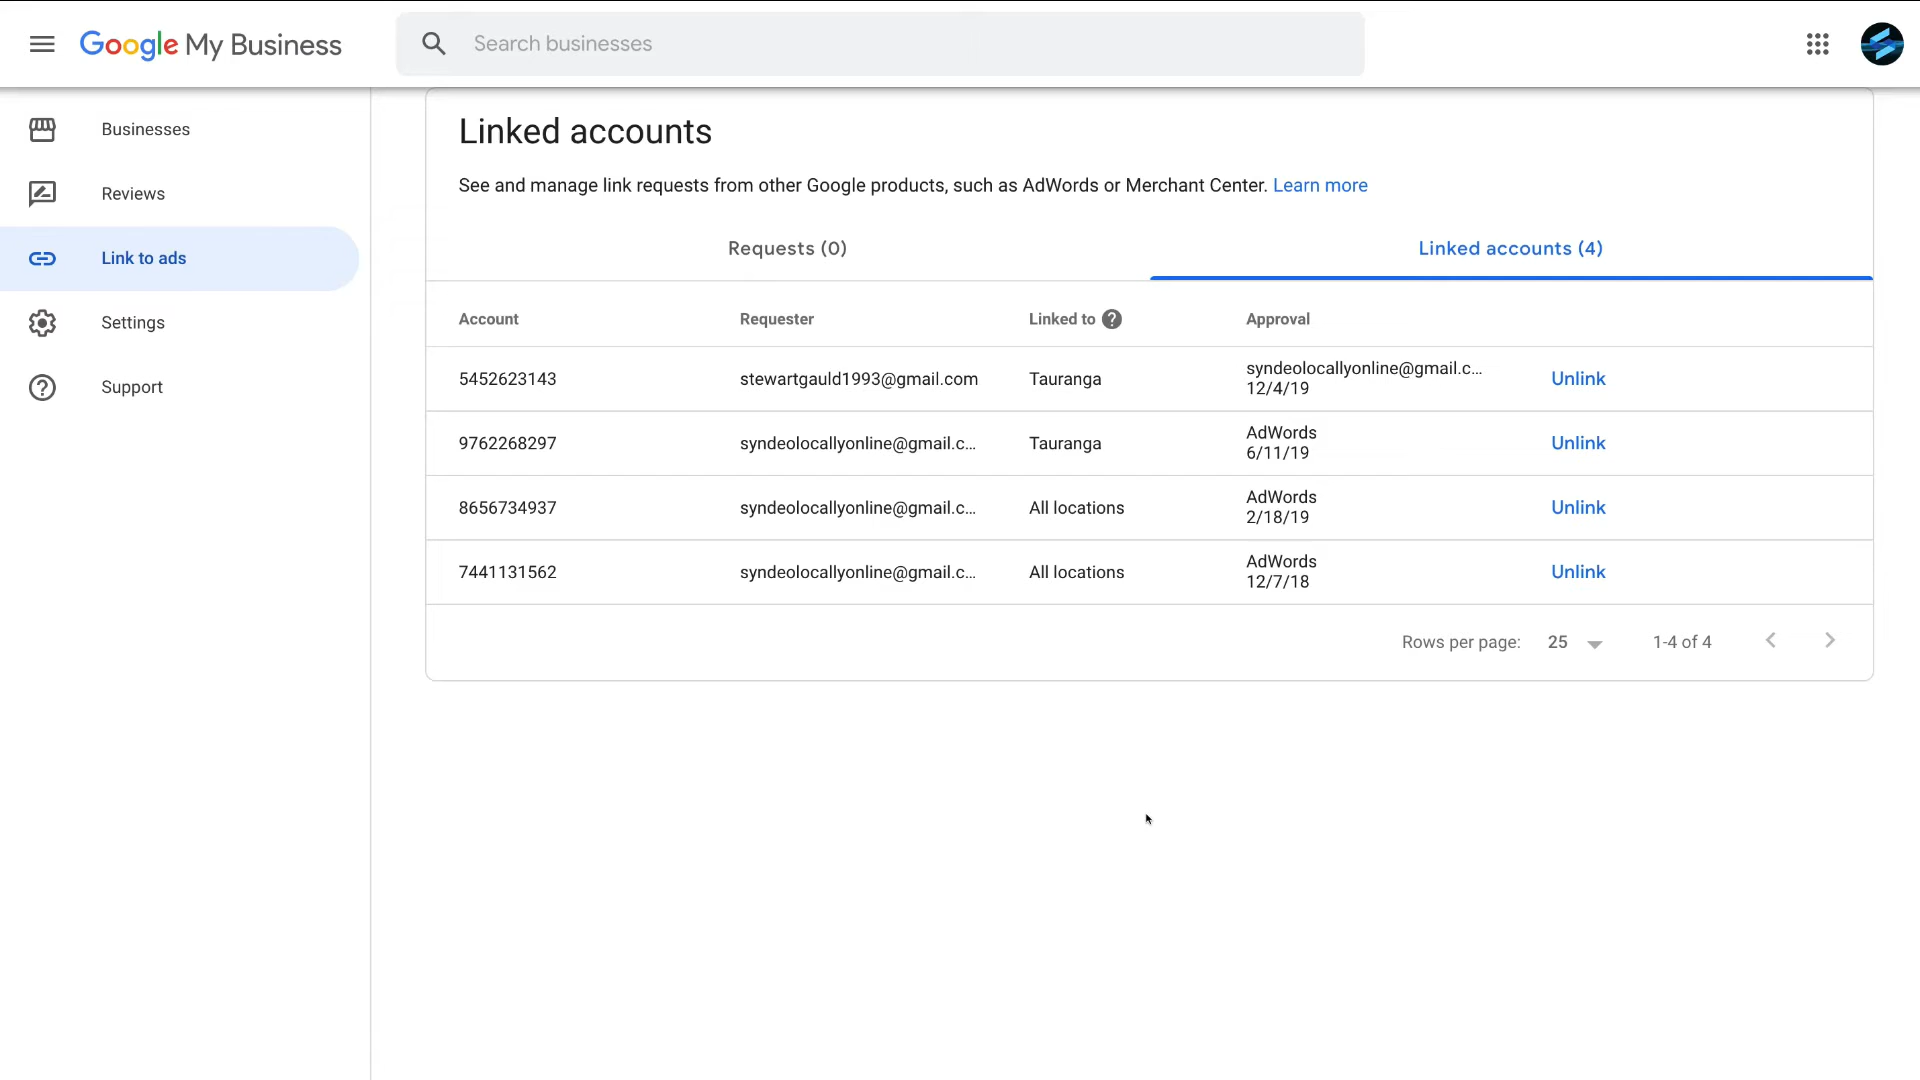 Google My Business
Search businesses
Businesses
Reviews
Link to ads
Settings
Support
Linked accounts
See and manage link requests from other Google products, such as AdWords or Merchant Center. Learn more
Requests (0)
Linked accounts (4)
Account Requester Linked to ? Approval
5452623143 stewartgauld1993@gmail.com Tauranga syndeolocallyonline@gmail.c... 12/4/19 Unlink
9762268297 syndeolocallyonline@gmail.c... Tauranga AdWords 6/11/19 Unlink
8656734937 syndeolocallyonline@gmail.c... All locations AdWords 2/18/19 Unlink
7441131562 syndeolocallyonline@gmail.c... All locations AdWords 12/7/18 Unlink
Rows per page: 25 1-4 of 4